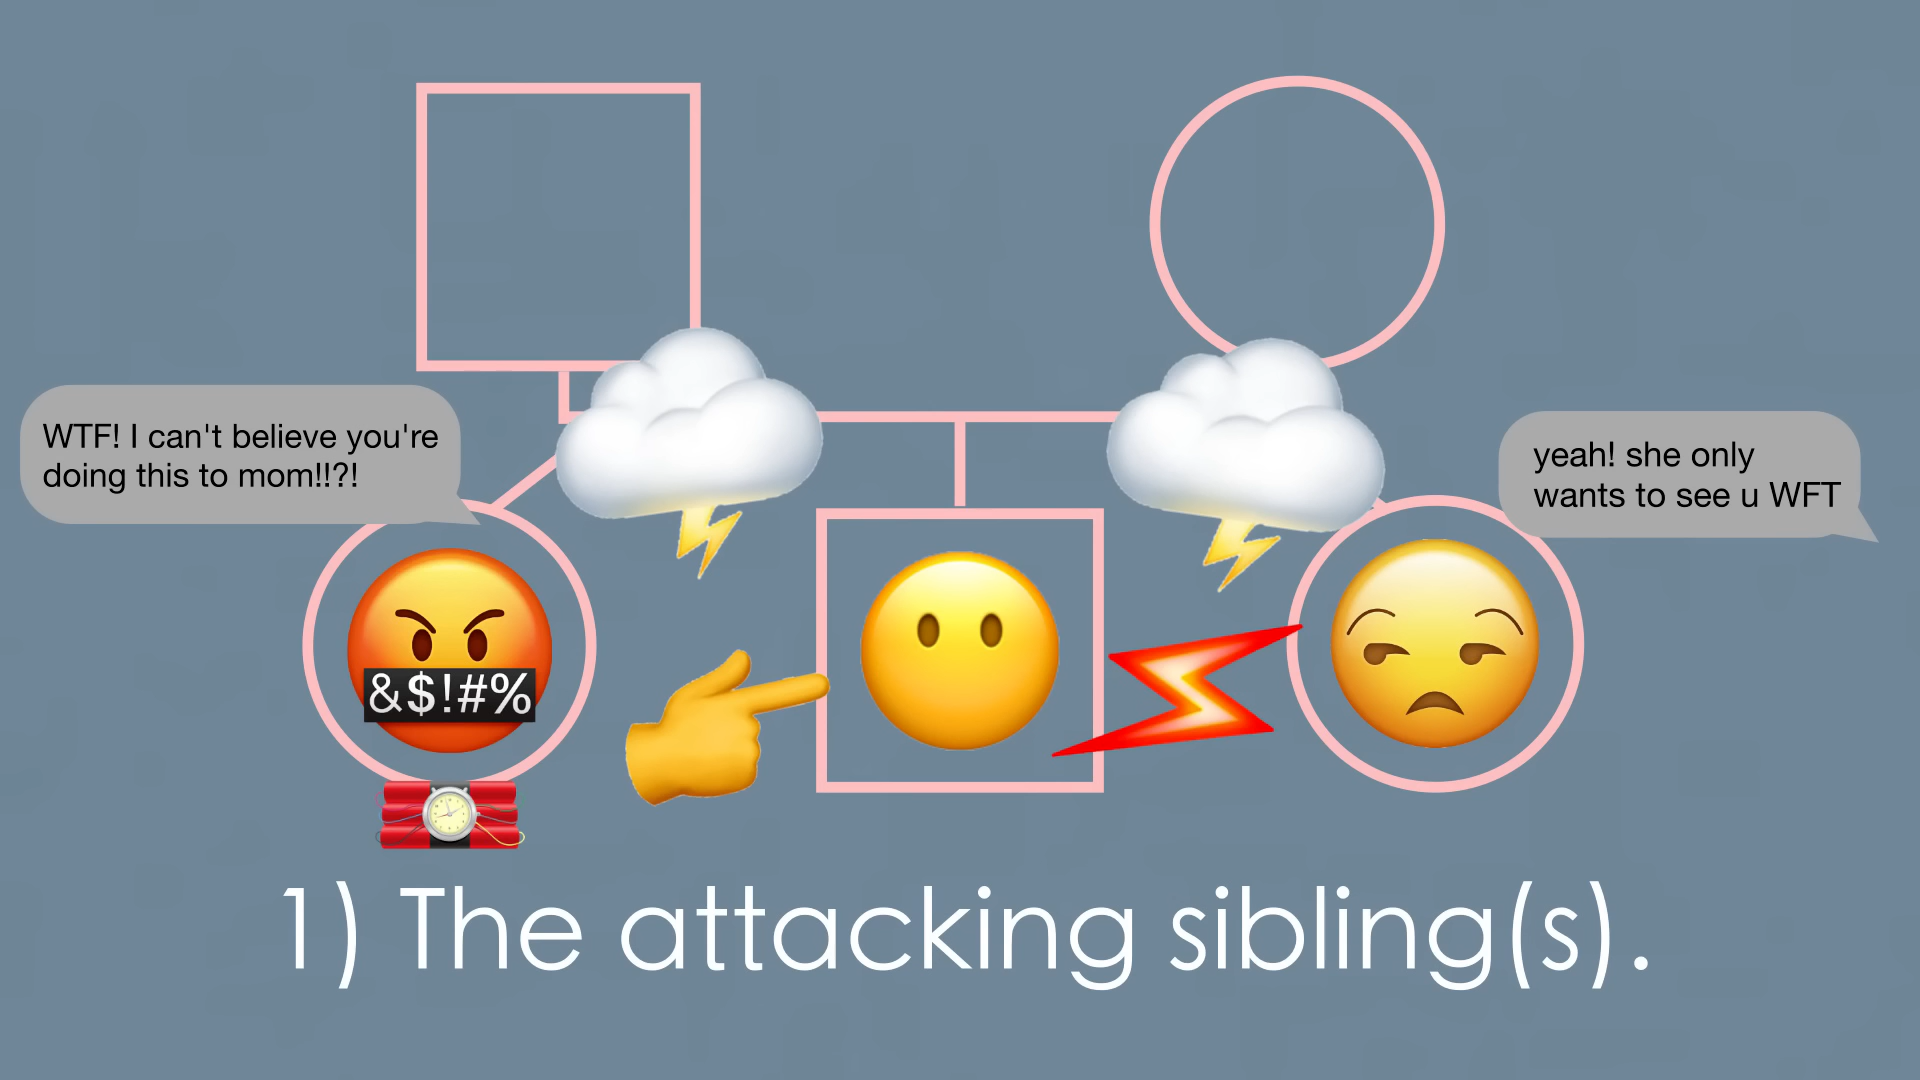 WTF! I can't believe you're
doing this to mom!!?!
yeah! she only
wants to see u WFT
&$!#%
1) The attacking sibling(s).